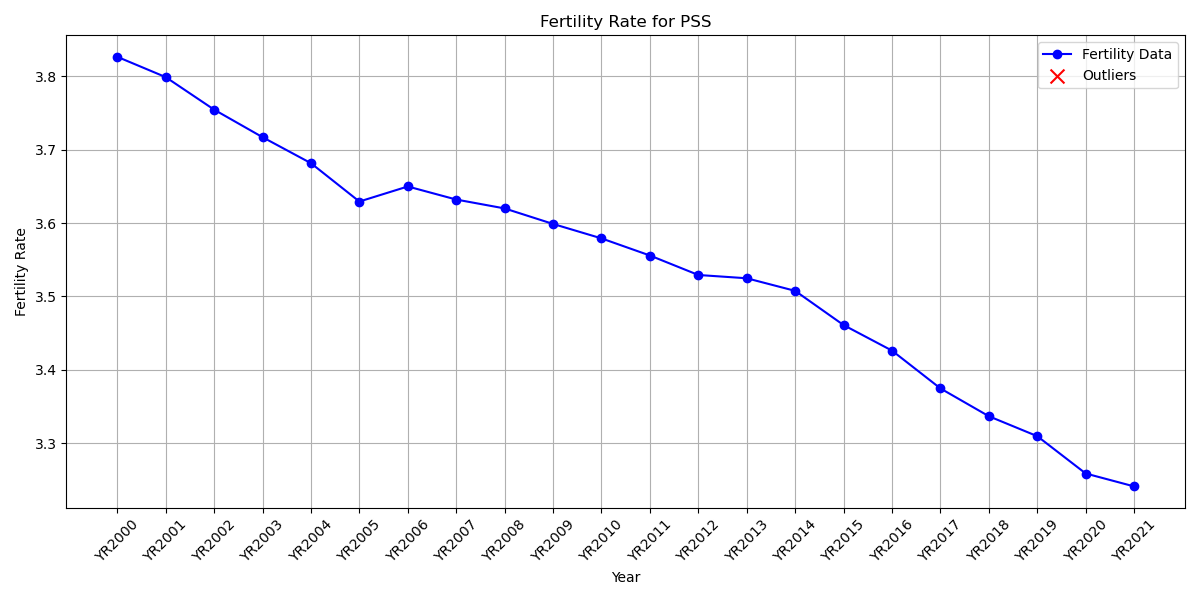 Fertility Rate for PSS
Fertility Data
Outliers
Fertility Rate
3.8
3.7
3.6
3.5
3.4
3.3
YR2000
YR2001
YR2002
YR2003
YR2004
YR2005
YR2006
YR2007
YR2008
YR2009
YR2010
YR2011
YR2012
YR2013
YR2014
YR2015
YR2016
YR2017
YR2018
YR2019
YR2020
YR2021
Year